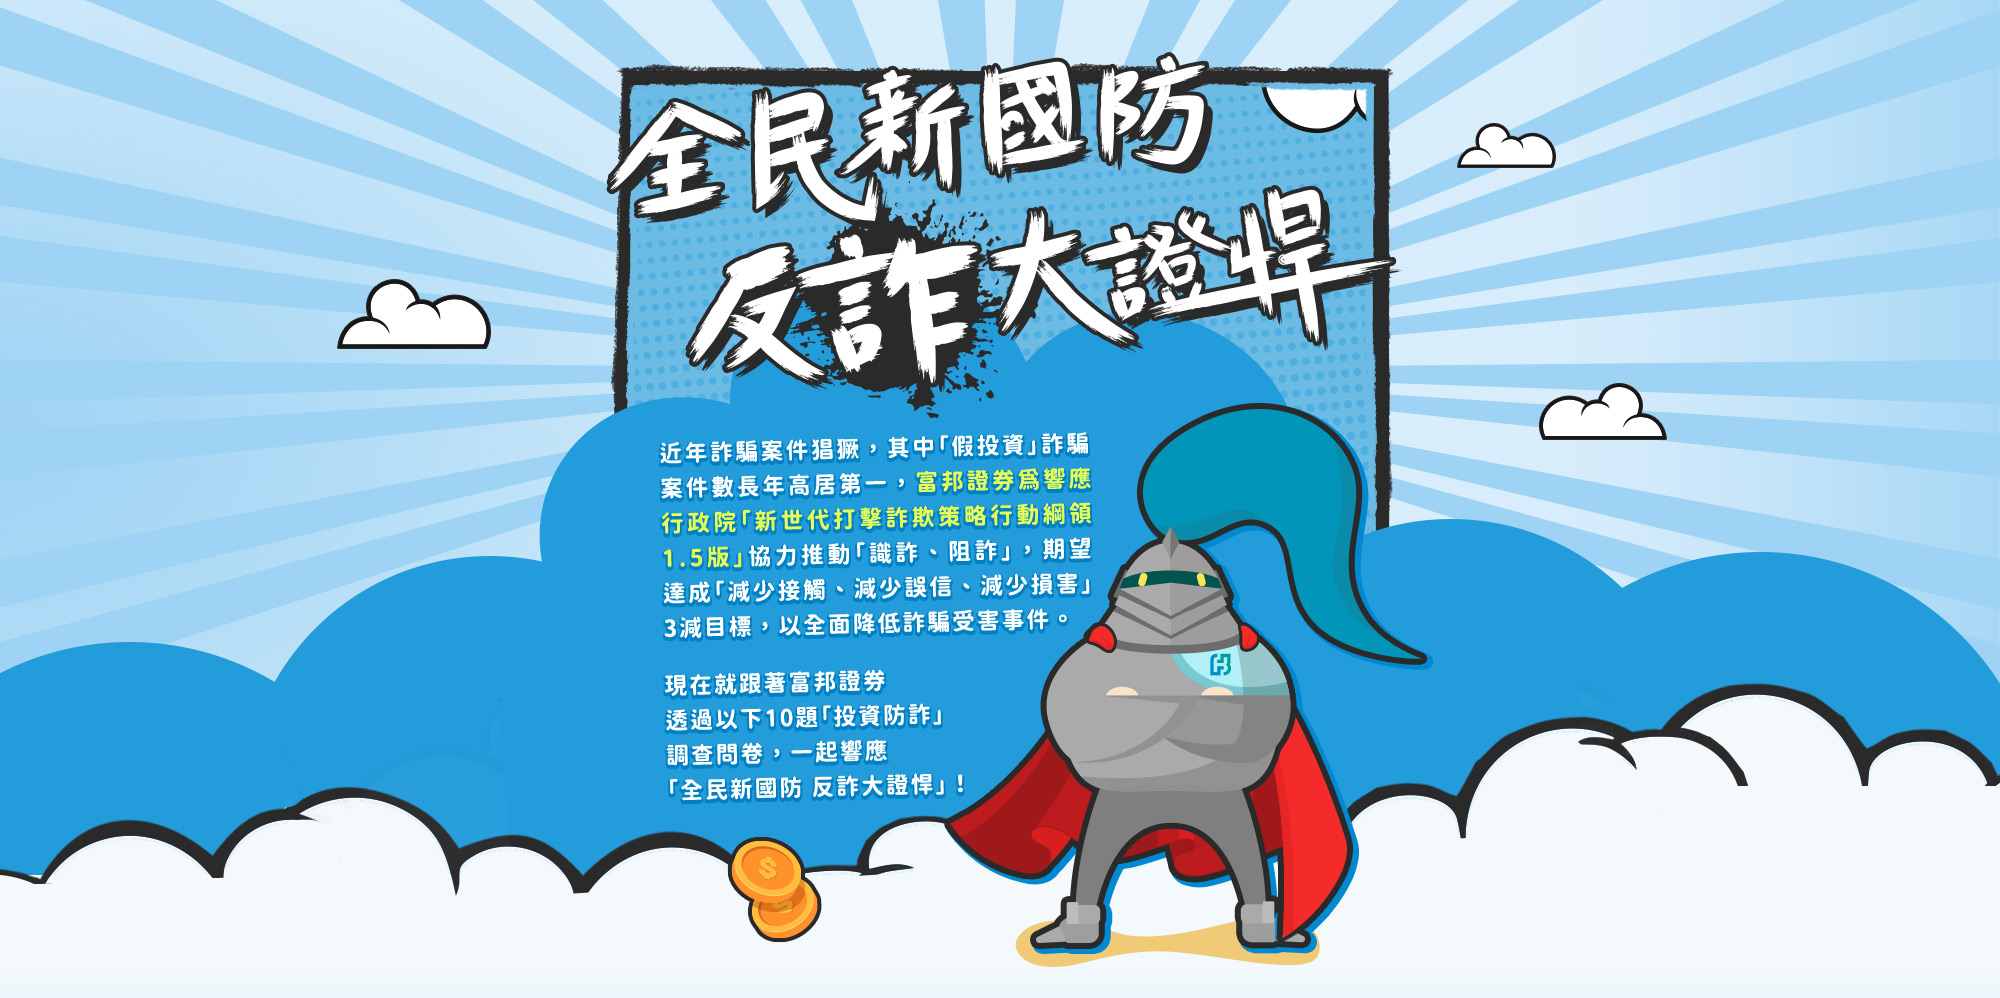 全民新國防
反詐大證悍
近年詐騙案件猖獗，其中「假投資」詐騙
案件數長年高居第一，富邦證券為響應
行政院「新世代打擊詐欺策略行動綱領
1.5版」協力推動「識詐、阻詐」，期望
達成「減少接觸、減少誤信、減少損害」
3減目標，以全面降低詐騙受害事件。
現在就跟著富邦證券
透過以下10題「投資防詐」
調查問卷，一起響應
「全民新國防 反詐大證悍」！